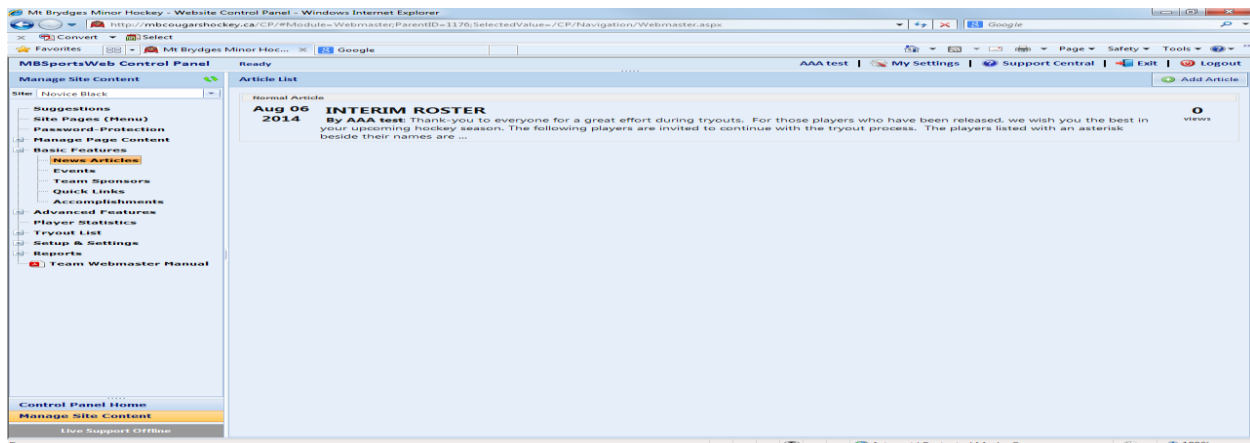 Mt Brydges Minor Hockey - Website Control Panel - Windows Internet Explorer
http://mbcougarshockey.ca/CP/#Module=Webmaster;ParentID=1176;SelectedValue=/CP/Navigation/Webmaster.aspx
Google
Convert Select
Favorites Mt Brydges Minor Hoc... Google Page Safety Tools
MBSportsWeb Control Panel Ready AAA test | My Settings | Support Central | Exit | Logout
Manage Site Content Article List Add Article
Site: Novice Black
Normal Article
Suggestions
Site Pages (Menu)
Password-Protection
Manage Page Content
Basic Features
News Articles
Events
Team Sponsors
Quick Links
Accomplishments
Advanced Features
Player Statistics
Tryout List
Setup & Settings
Reports
Team Webmaster Manual
Aug 06
2014
INTERIM ROSTER
By AAA test: Thank-you to everyone for a great effort during tryouts. For those players who have been released, we wish you the best in
your upcoming hockey season. The following players are invited to continue with the tryout process. The players listed with an asterisk
beside their names are ...
0
views
Control Panel Home
Manage Site Content
Live Support Offline